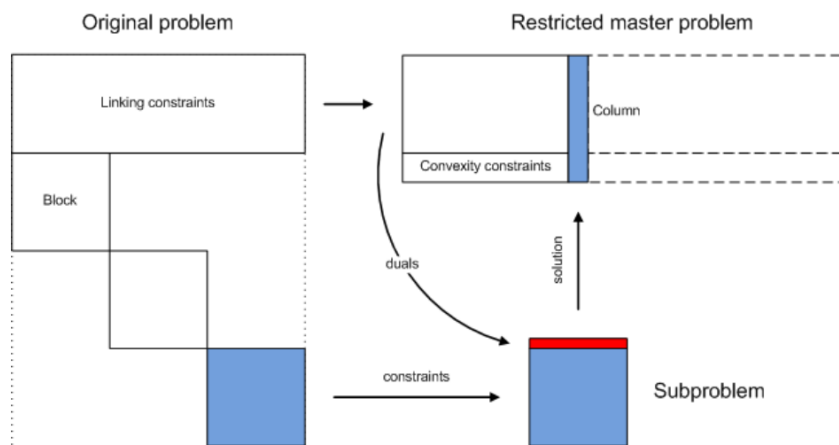 Original problem
Restricted master problem
Linking constraints
Column
Convexity constraints
Block
duals
solution
constraints
Subproblem